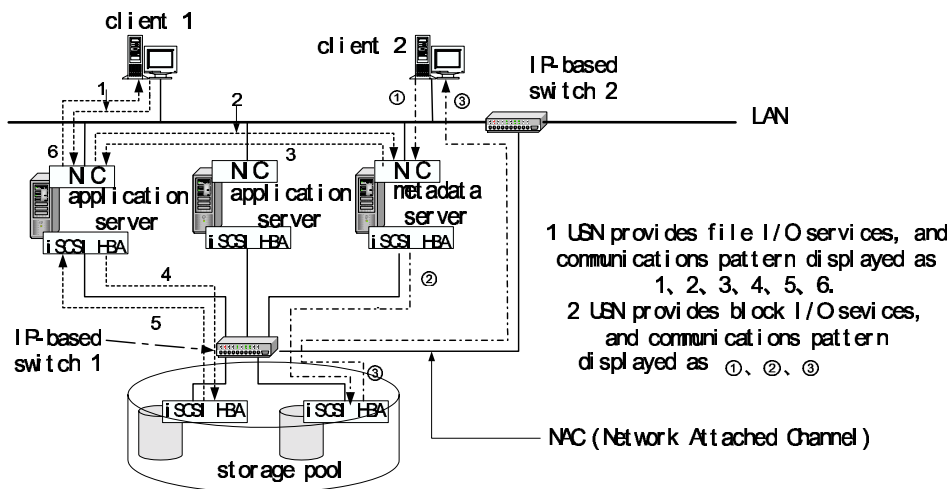 client 1
client 2
IP-based
switch 2
1
2
①
③
LAN
6
3
NIC
NIC
NIC
application
server
application
server
metadata
server
iSCSI HBA
iSCSI HBA
iSCSI HBA
②
4
5
1 USN provides file I/O services, and
communications pattern displayed as
1、2、3、4、5、6.
2 USN provides block I/O sevices,
and communications pattern
displayed as ①、②、③
IP-based
switch 1
③
iSCSI HBA
iSCSI HBA
NAC (Network Attached Channel)
storage pool